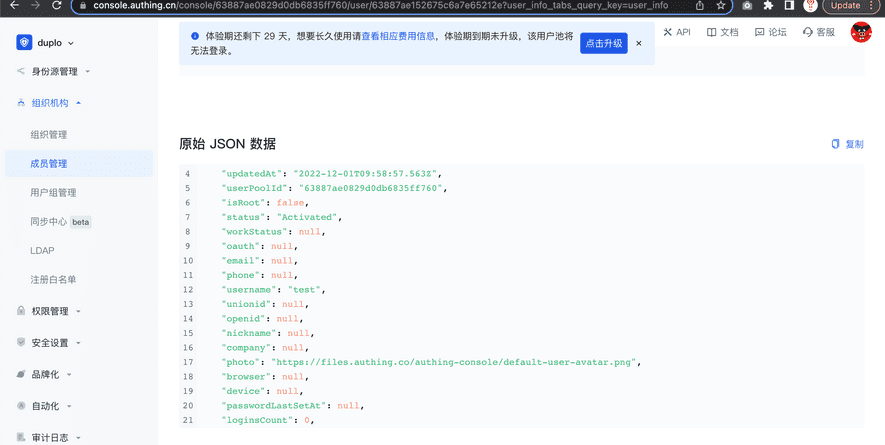 console.authing.cn/console/63887ae0829d0db6835ff760/user/63887ae152675c6a7e65212e?user_info_tabs_query_key=user_info
Update
duplo
体验期还剩下 29 天，想要长久使用请查看相应费用信息，体验期到期未升级，该用户池将
无法登录。
点击升级
API
文档
论坛
客服
身份源管理
组织机构
组织管理
成员管理
用户组管理
同步中心 beta
LDAP
注册白名单
权限管理
安全设置
品牌化
自动化
审计日志
原始 JSON 数据
复制
4 "updatedAt": "2022-12-01T09:58:57.563Z",
5 "userPoolId": "63887ae0829d0db6835ff760",
6 "isRoot": false,
7 "status": "Activated",
8 "workStatus": null,
9 "oauth": null,
10 "email": null,
11 "phone": null,
12 "username": "test",
13 "unionid": null,
14 "openid": null,
15 "nickname": null,
16 "company": null,
17 "photo": "https://files.authing.co/authing-console/default-user-avatar.png",
18 "browser": null,
19 "device": null,
20 "passwordLastSetAt": null,
21 "loginsCount": 0,